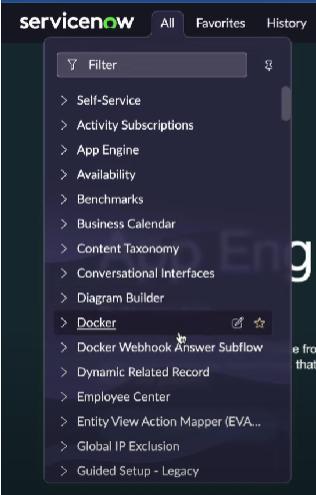 servicenow All Favorites History
Filter
Self-Service
Activity Subscriptions
App Engine
Availability
Benchmarks
Business Calendar
Content Taxonomy
Conversational Interfaces
Diagram Builder
Docker
Docker Webhook Answer Subflow
Dynamic Related Record
Employee Center
Entity View Action Mapper (EVA...
Global IP Exclusion
Guided Setup - Legacy
App Eng
e fro
that